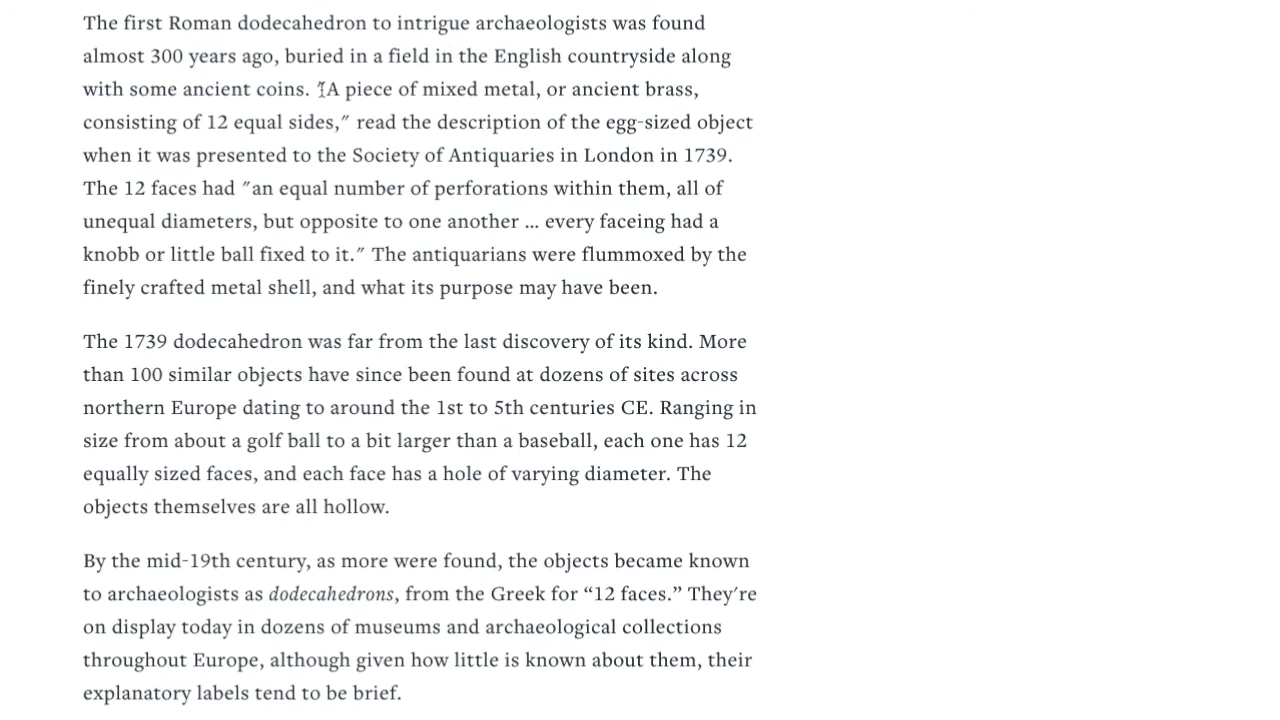 The first Roman dodecahedron to intrigue archaeologists was found
almost 300 years ago, buried in a field in the English countryside along
with some ancient coins. "A piece of mixed metal, or ancient brass,
consisting of 12 equal sides," read the description of the egg-sized object
when it was presented to the Society of Antiquaries in London in 1739.
The 12 faces had "an equal number of perforations within them, all of
unequal diameters, but opposite to one another ... every faceing had a
knobb or little ball fixed to it." The antiquarians were flummoxed by the
finely crafted metal shell, and what its purpose may have been.
The 1739 dodecahedron was far from the last discovery of its kind. More
than 100 similar objects have since been found at dozens of sites across
northern Europe dating to around the 1st to 5th centuries CE. Ranging in
size from about a golf ball to a bit larger than a baseball, each one has 12
equally sized faces, and each face has a hole of varying diameter. The
objects themselves are all hollow.
By the mid-19th century, as more were found, the objects became known
to archaeologists as dodecahedrons, from the Greek for “12 faces.” They're
on display today in dozens of museums and archaeological collections
throughout Europe, although given how little is known about them, their
explanatory labels tend to be brief.